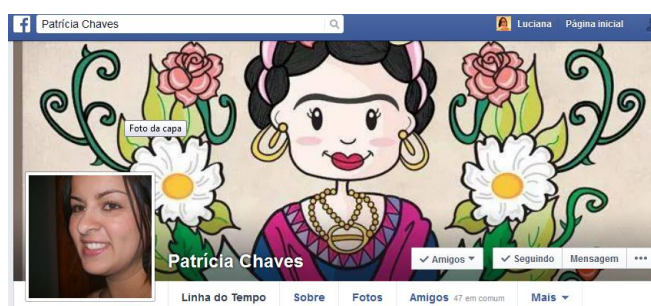 f Patrícia Chaves Luciana Página inicial
Foto da capa
Patrícia Chaves ✓ Amigos ▼ ✓ Seguindo Mensagem •••
Linha do Tempo Sobre Fotos Amigos 47 em comum Mais ▼